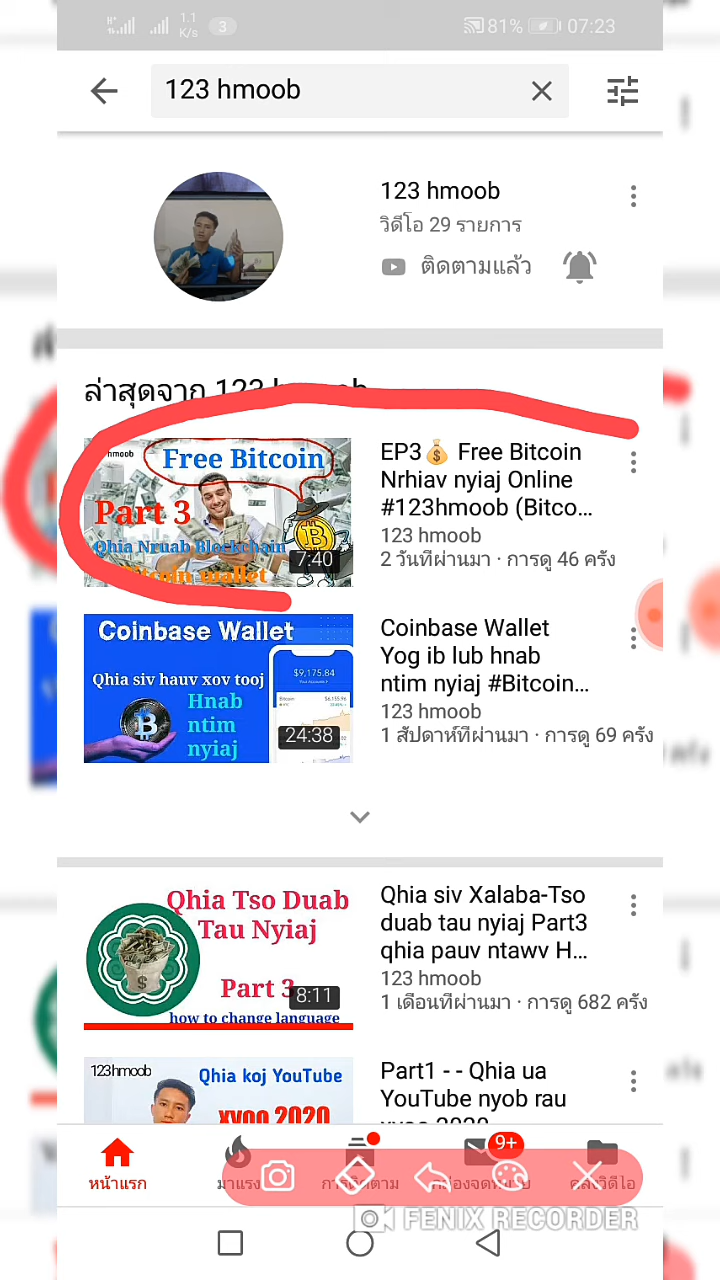 1.1
K/s
3
81%
07:23
123 hmoob
123 hmoob
วิดีโอ 29 รายการ
ติดตามแล้ว
ล่าสุดจาก 123 hmoob
hmoob
Free Bitcoin
Part 3
Qhia Nruab Blockchain
Bitcoin wallet
7:40
EP3💰 Free Bitcoin
Nrhiav nyiaj Online
#123hmoob (Bitco...
123 hmoob
2 วันที่ผ่านมา · การดู 46 ครั้ง
Coinbase Wallet
Qhia siv hauv xov tooj
Hnab
ntim
nyiaj
$9,175.84
24:38
Coinbase Wallet
Yog ib lub hnab
ntim nyiaj #Bitcoin...
123 hmoob
1 สัปดาห์ที่ผ่านมา · การดู 69 ครั้ง
Qhia Tso Duab
Tau Nyiaj
Part 3
how to change language
8:11
Qhia siv Xalaba-Tso
duab tau nyiaj Part3
qhia pauv ntawv H...
123 hmoob
1 เดือนที่ผ่านมา · การดู 682 ครั้ง
123hmoob
Qhia koj YouTube
xyoo 2020
Part1 - - Qhia ua
YouTube nyob rau
xyoo 2020
9+
หน้าแรก
มาแรง
การติดตาม
กล่องจดหมาย
คลังวิดีโอ
FENIX RECORDER